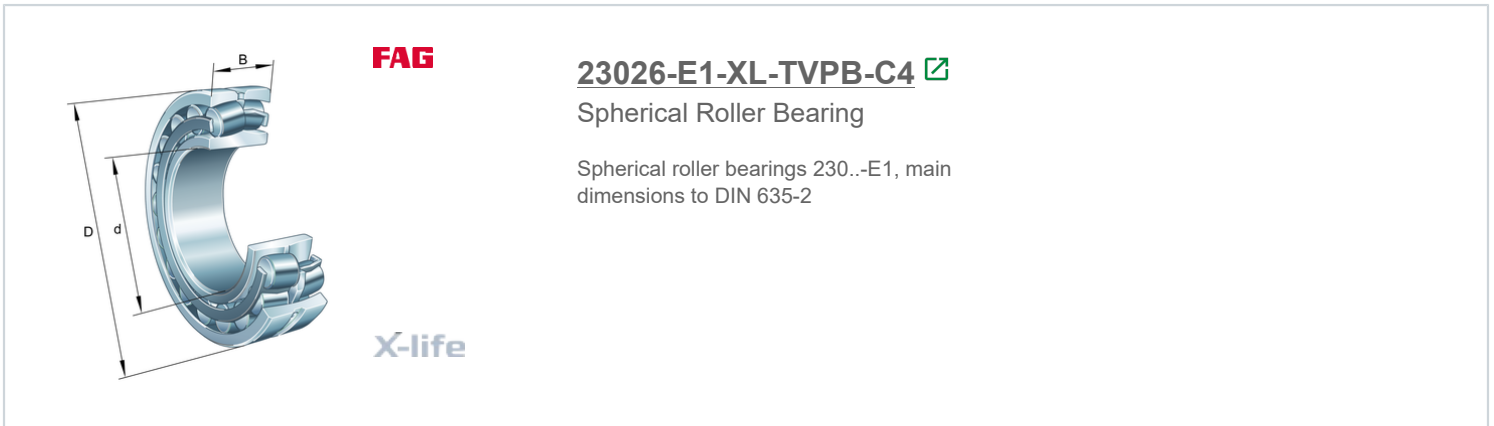 B
FAG
23026-E1-XL-TVPB-C4
Spherical Roller Bearing
Spherical roller bearings 230..-E1, main
dimensions to DIN 635-2
D
d
X-life